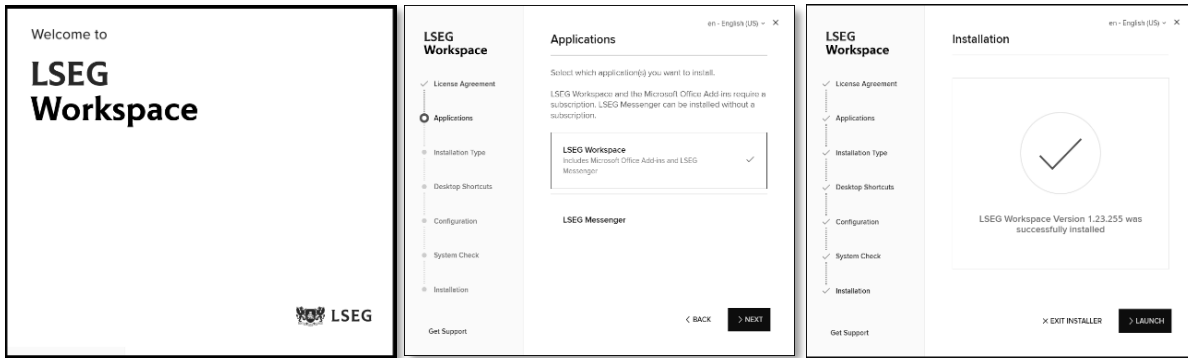 Welcome to
LSEG
Workspace
LSEG
LSEG
Workspace
License Agreement
Applications
Installation Type
Desktop Shortcuts
Configuration
System Check
Installation
Get Support
en - English (US)
Applications
Select which application(s) you want to install.
LSEG Workspace and the Microsoft Office Add-ins require a
subscription. LSEG Messenger can be installed without a
subscription.
LSEG Workspace
Includes Microsoft Office Add-ins and LSEG
Messenger
LSEG Messenger
BACK
NEXT
LSEG
Workspace
License Agreement
Applications
Installation Type
Desktop Shortcuts
Configuration
System Check
Installation
Get Support
en - English (US)
Installation
LSEG Workspace Version 1.23.255 was
successfully installed
EXIT INSTALLER
LAUNCH